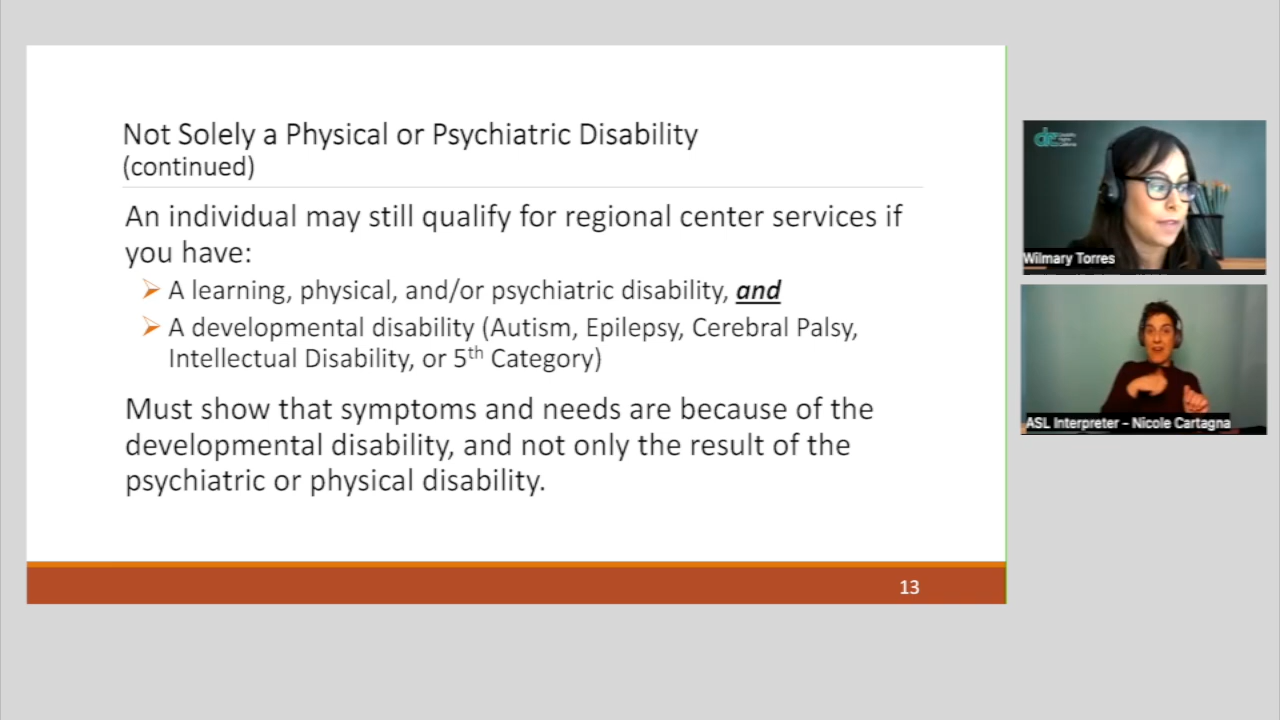 Not Solely a Physical or Psychiatric Disability
(continued)
An individual may still qualify for regional center services if
you have:
A learning, physical, and/or psychiatric disability, and
A developmental disability (Autism, Epilepsy, Cerebral Palsy,
Intellectual Disability, or 5th Category)
Must show that symptoms and needs are because of the
developmental disability, and not only the result of the
psychiatric or physical disability.
13
Wilmary Torres
ASL Interpreter – Nicole Cartagna